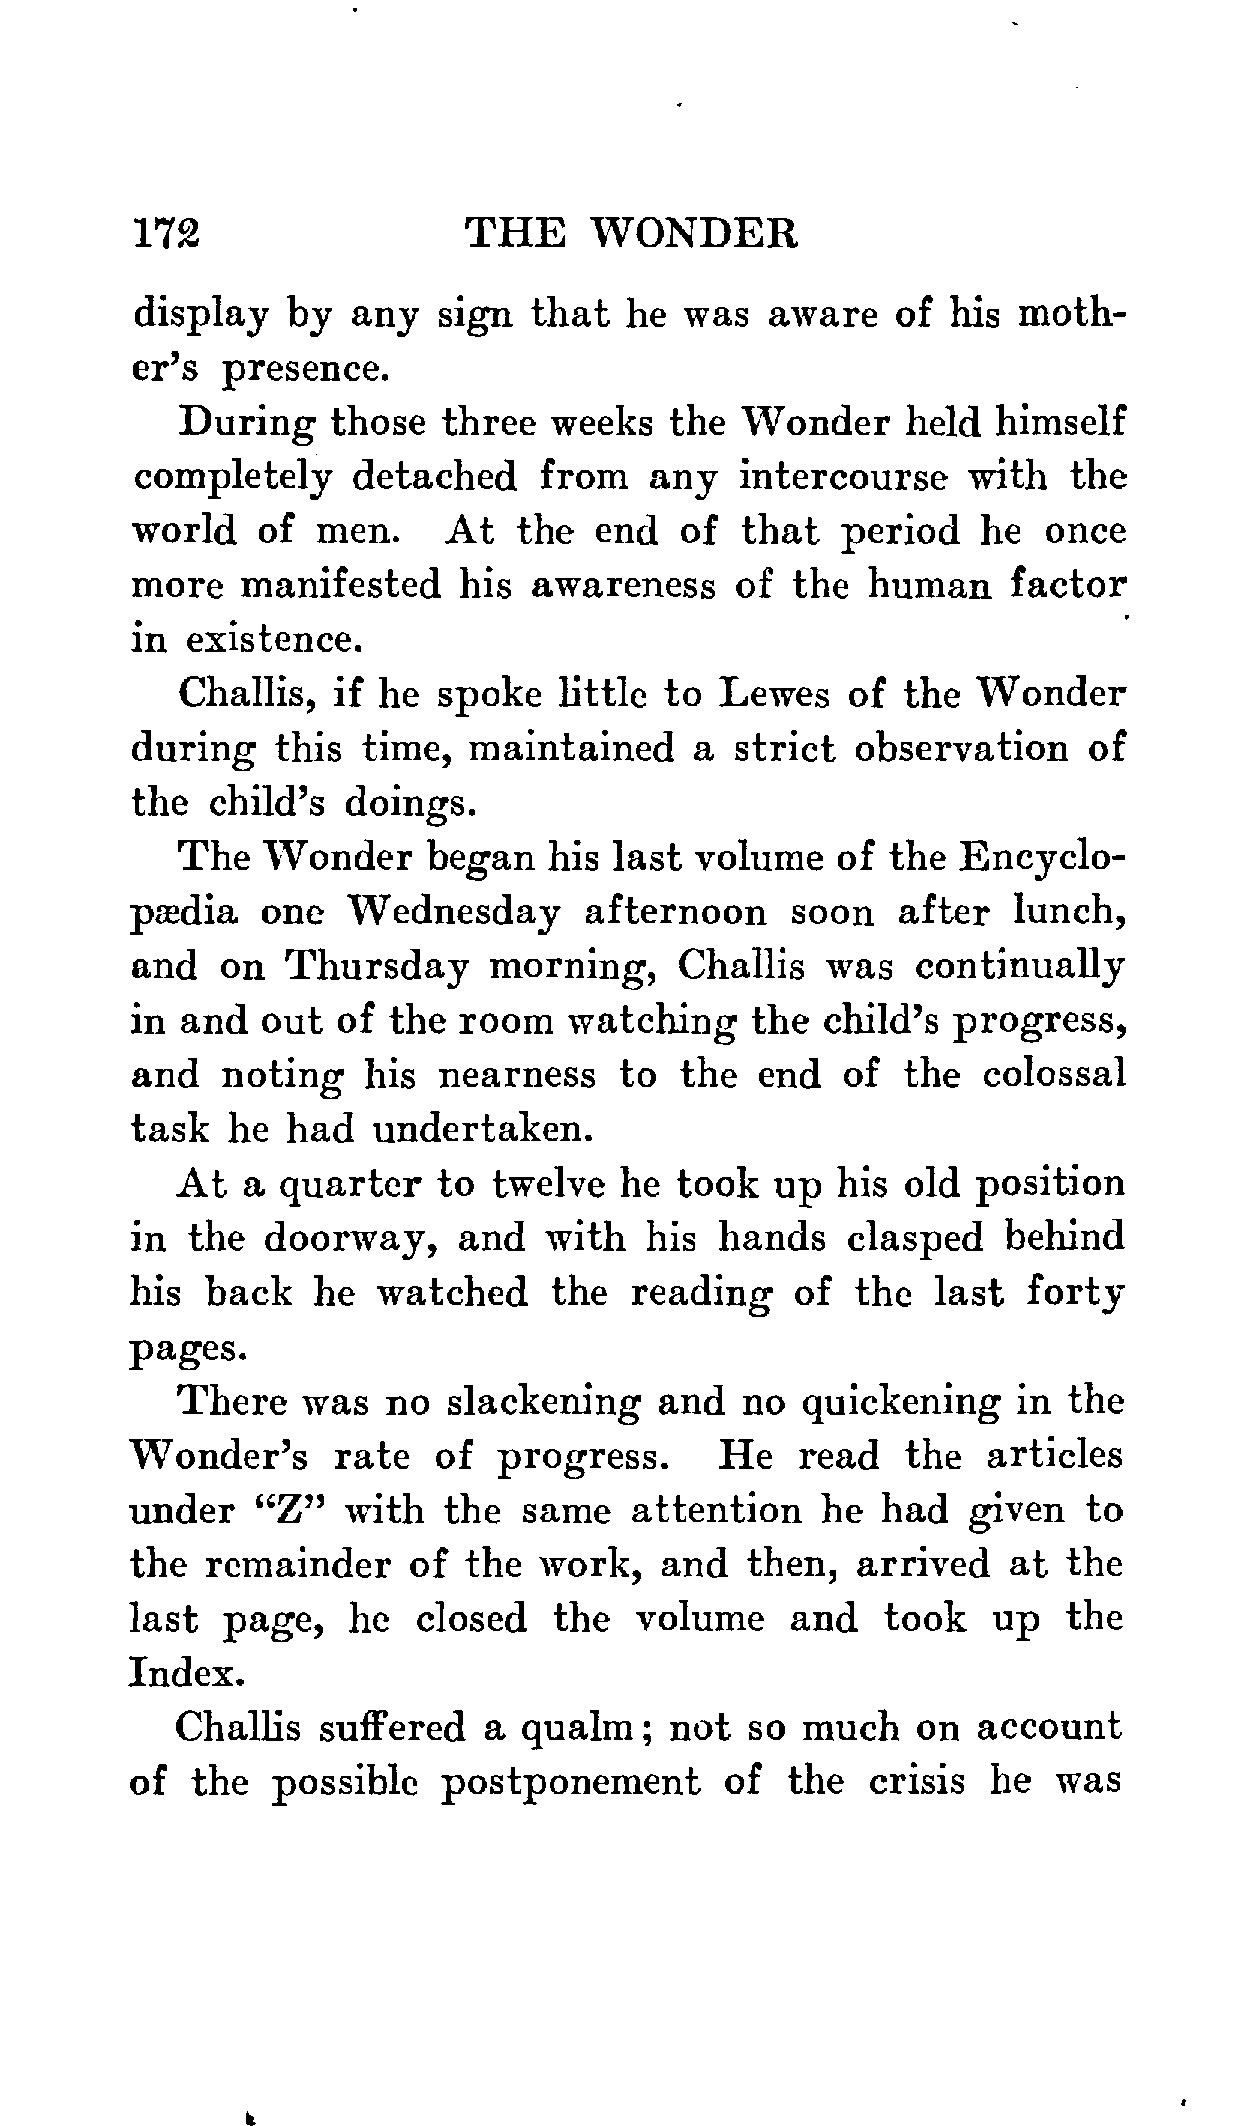 172 THE WONDER
display by any sign that he was aware of his moth-
er's presence.
During those three weeks the Wonder held himself
completely detached from any intercourse with the
world of men. At the end of that period he once
more manifested his awareness of the human factor
in existence.
Challis, if he spoke little to Lewes of the Wonder
during this time, maintained a strict observation of
the child's doings.
The Wonder began his last volume of the Encyclo-
pædia one Wednesday afternoon soon after lunch,
and on Thursday morning, Challis was continually
in and out of the room watching the child's progress,
and noting his nearness to the end of the colossal
task he had undertaken.
At a quarter to twelve he took up his old position
in the doorway, and with his hands clasped behind
his back he watched the reading of the last forty
pages.
There was no slackening and no quickening in the
Wonder's rate of progress. He read the articles
under "Z" with the same attention he had given to
the remainder of the work, and then, arrived at the
last page, he closed the volume and took up the
Index.
Challis suffered a qualm; not so much on account
of the possible postponement of the crisis he was